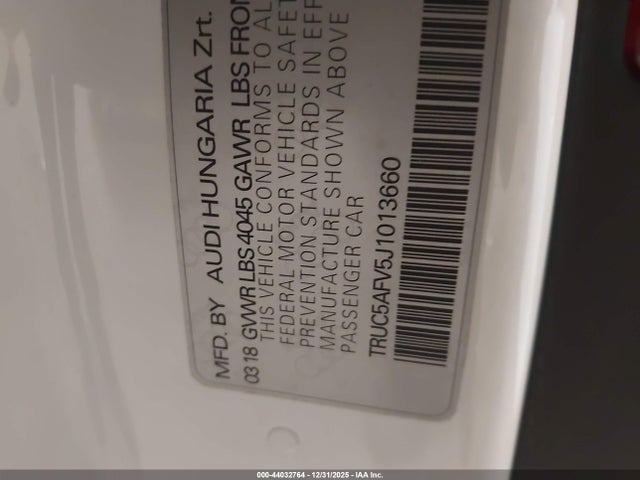 MFD. BY AUDI HUNGARIA Zrt.
03 18 GVWR LBS 4045 GAWR LBS FRON
THIS VEHICLE CONFORMS TO AL
FEDERAL MOTOR VEHICLE SAFET
PREVENTION STANDARDS IN EFF
MANUFACTURE SHOWN ABOVE
PASSENGER CAR
TRUC5AFV5J1013660
000-44032764 - 12/31/2025 - IAA Inc.